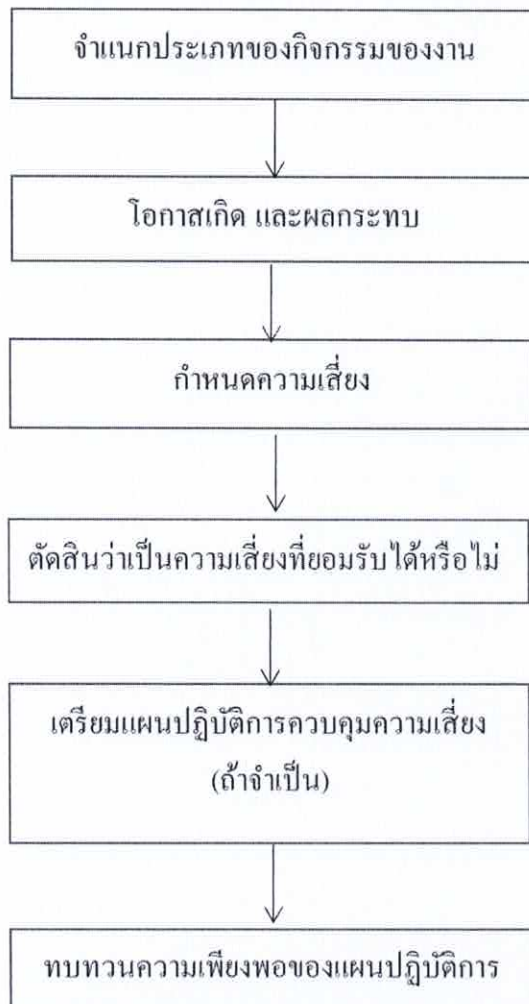 จำแนกประเภทของกิจกรรมของงาน
โอกาสเกิด และผลกระทบ
กำหนดความเสี่ยง
ตัดสินว่าเป็นความเสี่ยงที่ยอมรับได้หรือไม่
เตรียมแผนปฏิบัติการควบคุมความเสี่ยง
(ถ้าจำเป็น)
ทบทวนความเพียงพอของแผนปฏิบัติการ